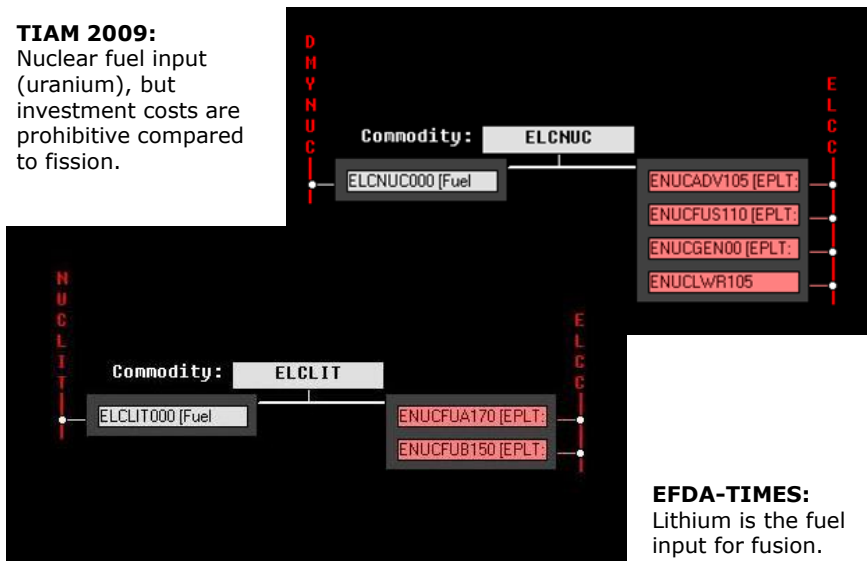 TIAM 2009:
Nuclear fuel input
(uranium), but
investment costs are
prohibitive compared
to fission.
DMYNUC
ELCC
Commodity: ELCNUC
ELCNUC000 [Fuel
ENUCADV105 [EPLT:
ENUCFUS110 [EPLT:
ENUCGEN00 [EPLT:
ENUCLWR105
NUCLIT
ELCC
Commodity: ELCLIT
ELCLIT000 [Fuel
ENUCFUA170 [EPLT:
ENUCFUB150 [EPLT:
EFDA-TIMES:
Lithium is the fuel
input for fusion.